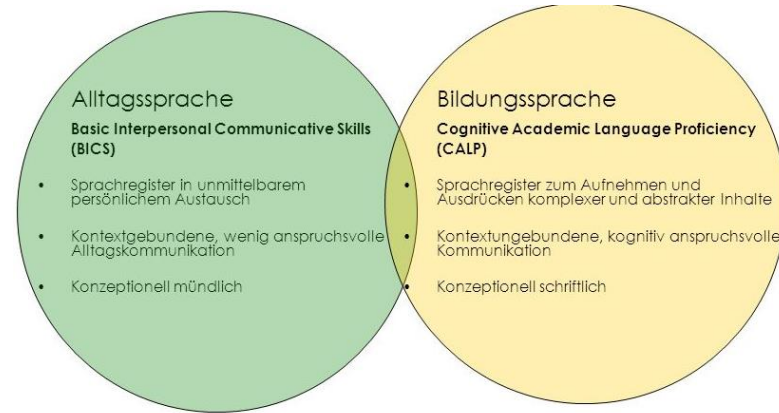 Alltagssprache
Basic Interpersonal Communicative Skills
(BICS)
• Sprachregister in unmittelbarem
persönlichem Austausch
• Kontextgebundene, wenig anspruchsvolle
Alltagskommunikation
• Konzeptionell mündlich
Bildungssprache
Cognitive Academic Language Proficiency
(CALP)
• Sprachregister zum Aufnehmen und
Ausdrücken komplexer und abstrakter Inhalte
• Kontextungebundene, kognitiv anspruchsvolle
Kommunikation
• Konzeptionell schriftlich